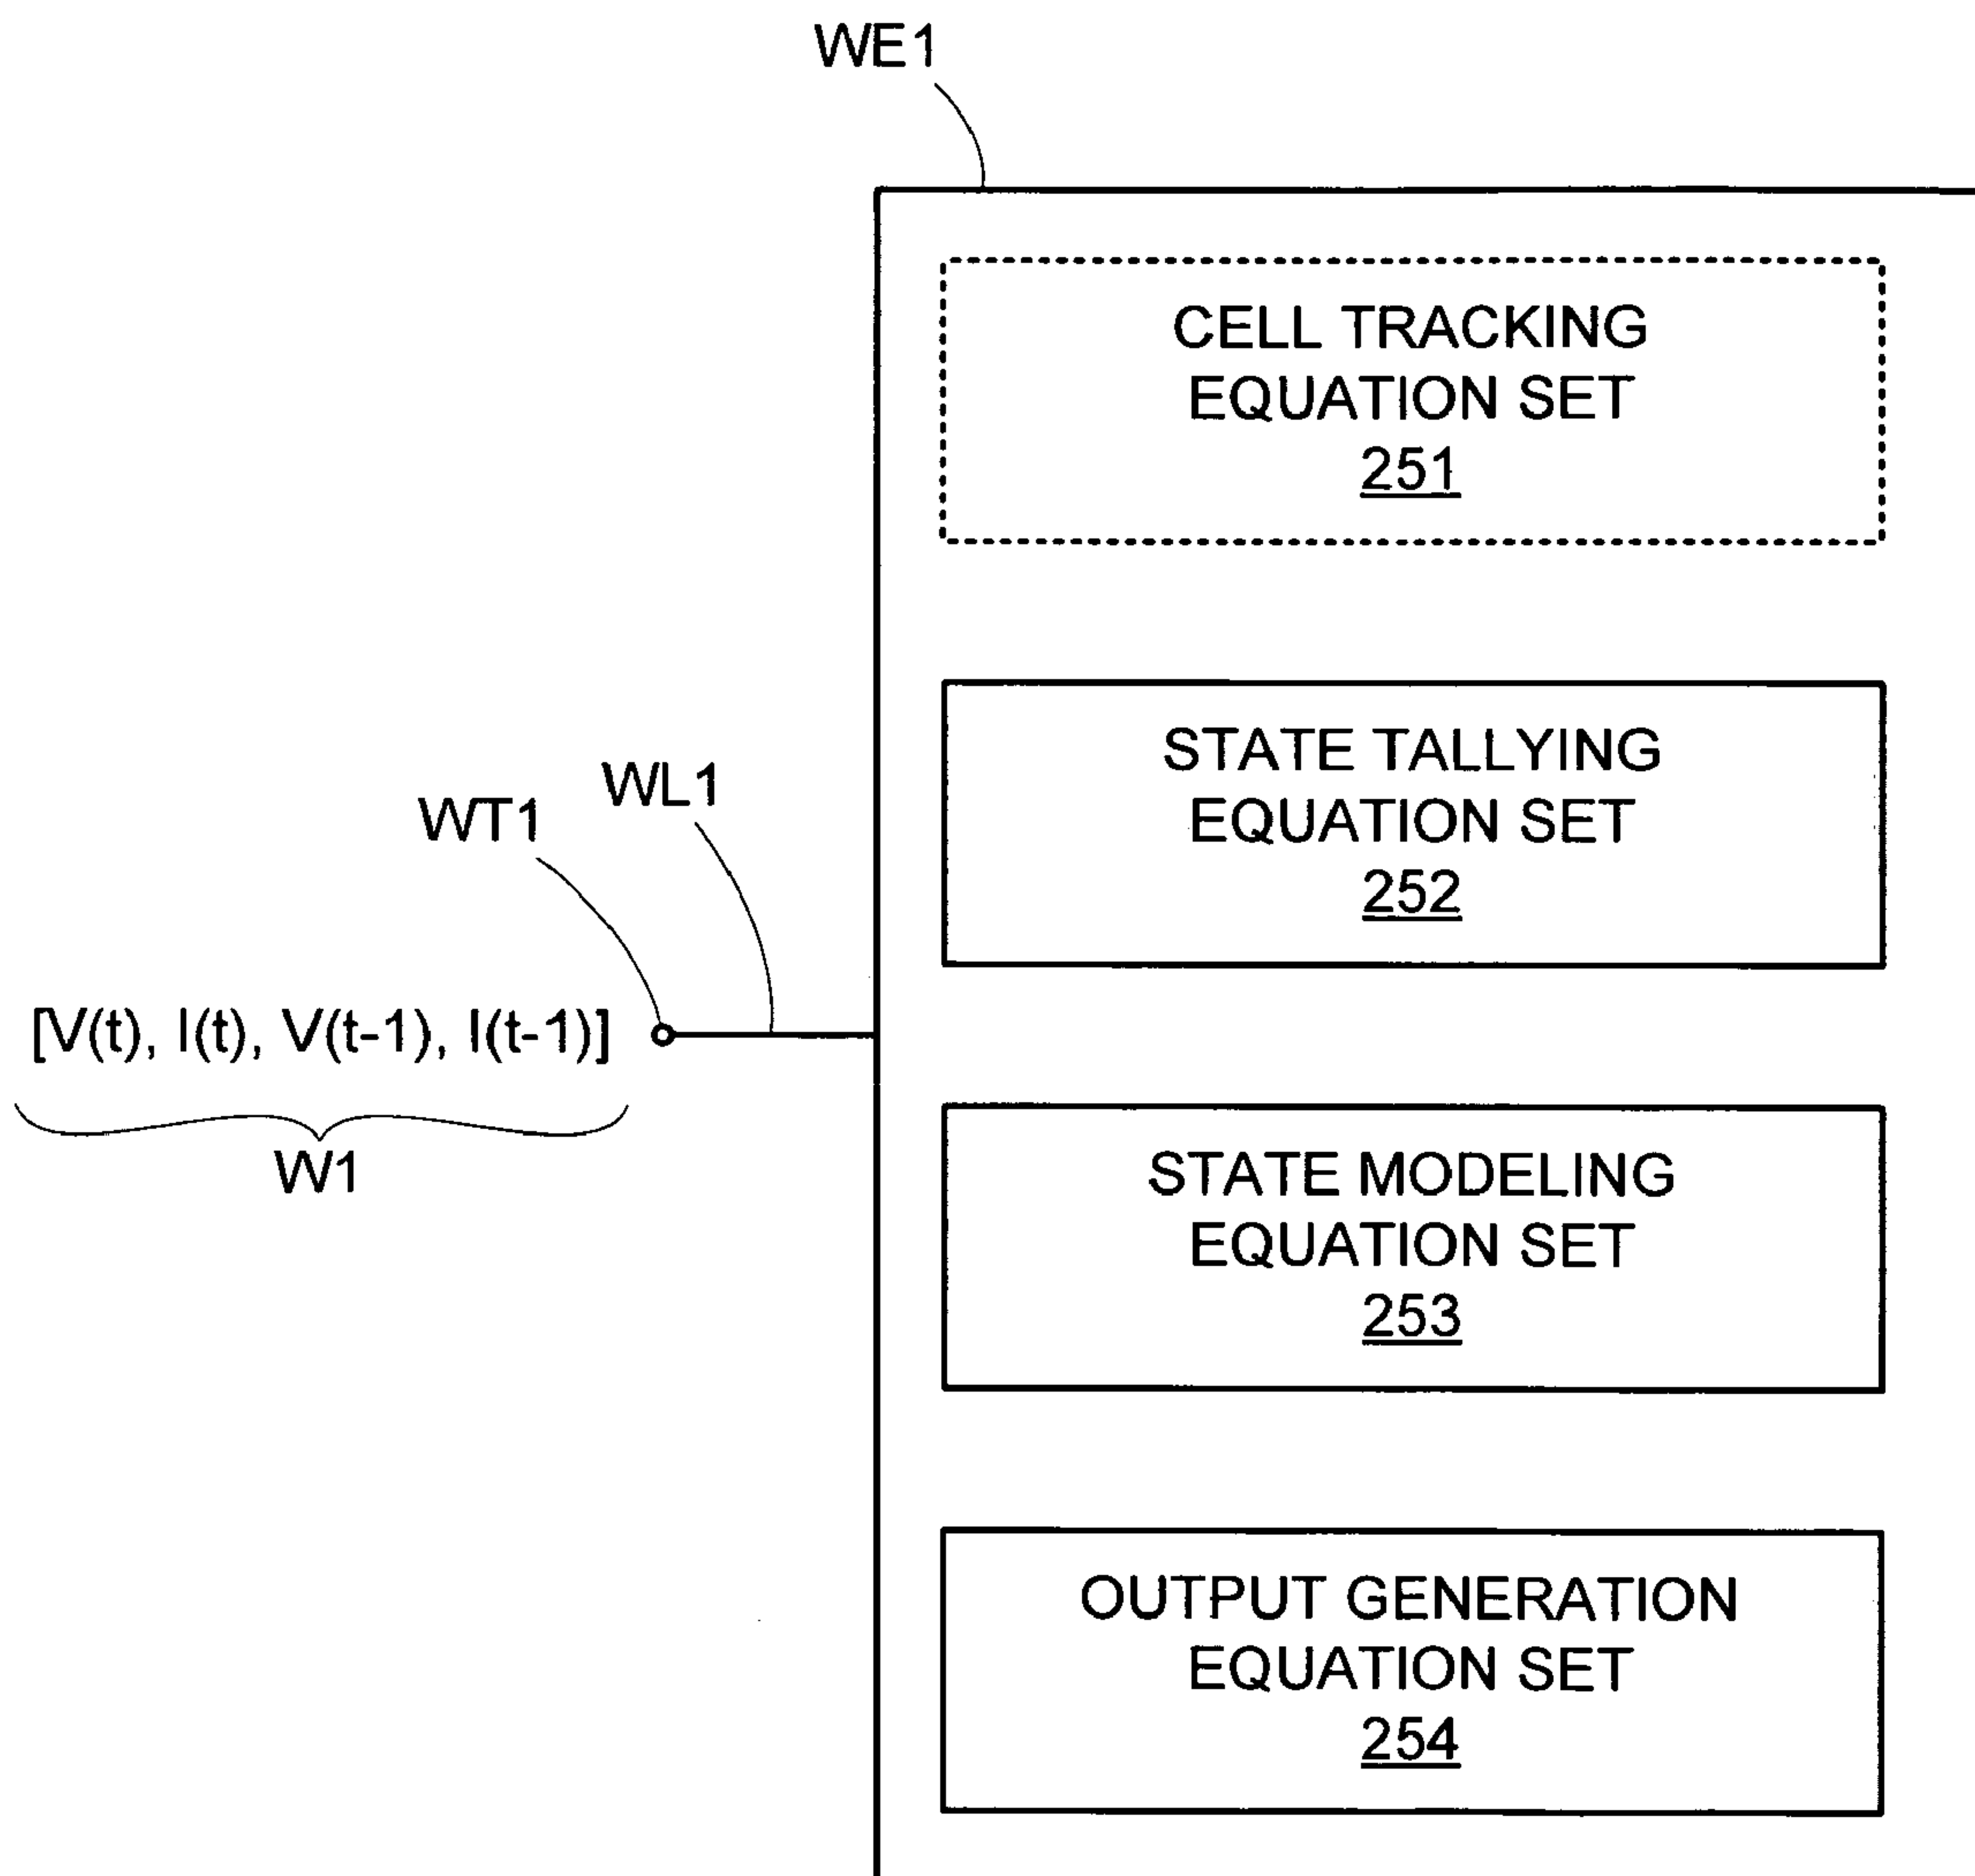 WE1
CELL TRACKING
EQUATION SET
251
STATE TALLYING
EQUATION SET
252
WL1
WT1
[V(t), I(t), V(t-1), I(t-1)]
W1
STATE MODELING
EQUATION SET
253
OUTPUT GENERATION
EQUATION SET
254